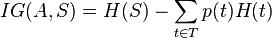 IG(A,S) = H(S) − ∑_{t∈T} p(t)H(t)